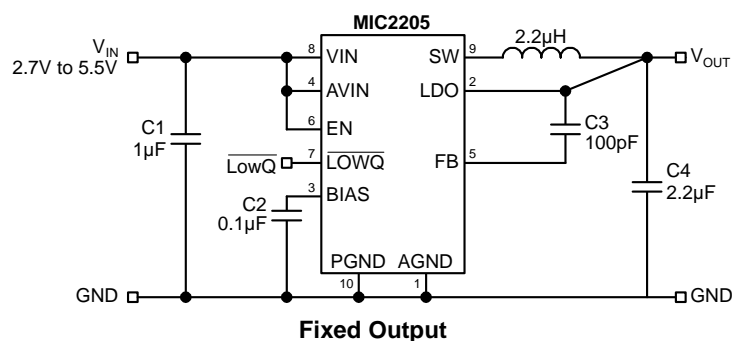 MIC2205
V_IN
2.7V to 5.5V
8 VIN
SW 9
2.2µH
V_OUT
4 AVIN
LDO 2
6 EN
C1
1µF
C3
100pF
LowQ
7 LOWQ
FB 5
C4
2.2µF
3 BIAS
C2
0.1µF
PGND AGND
10 1
GND
GND
Fixed Output